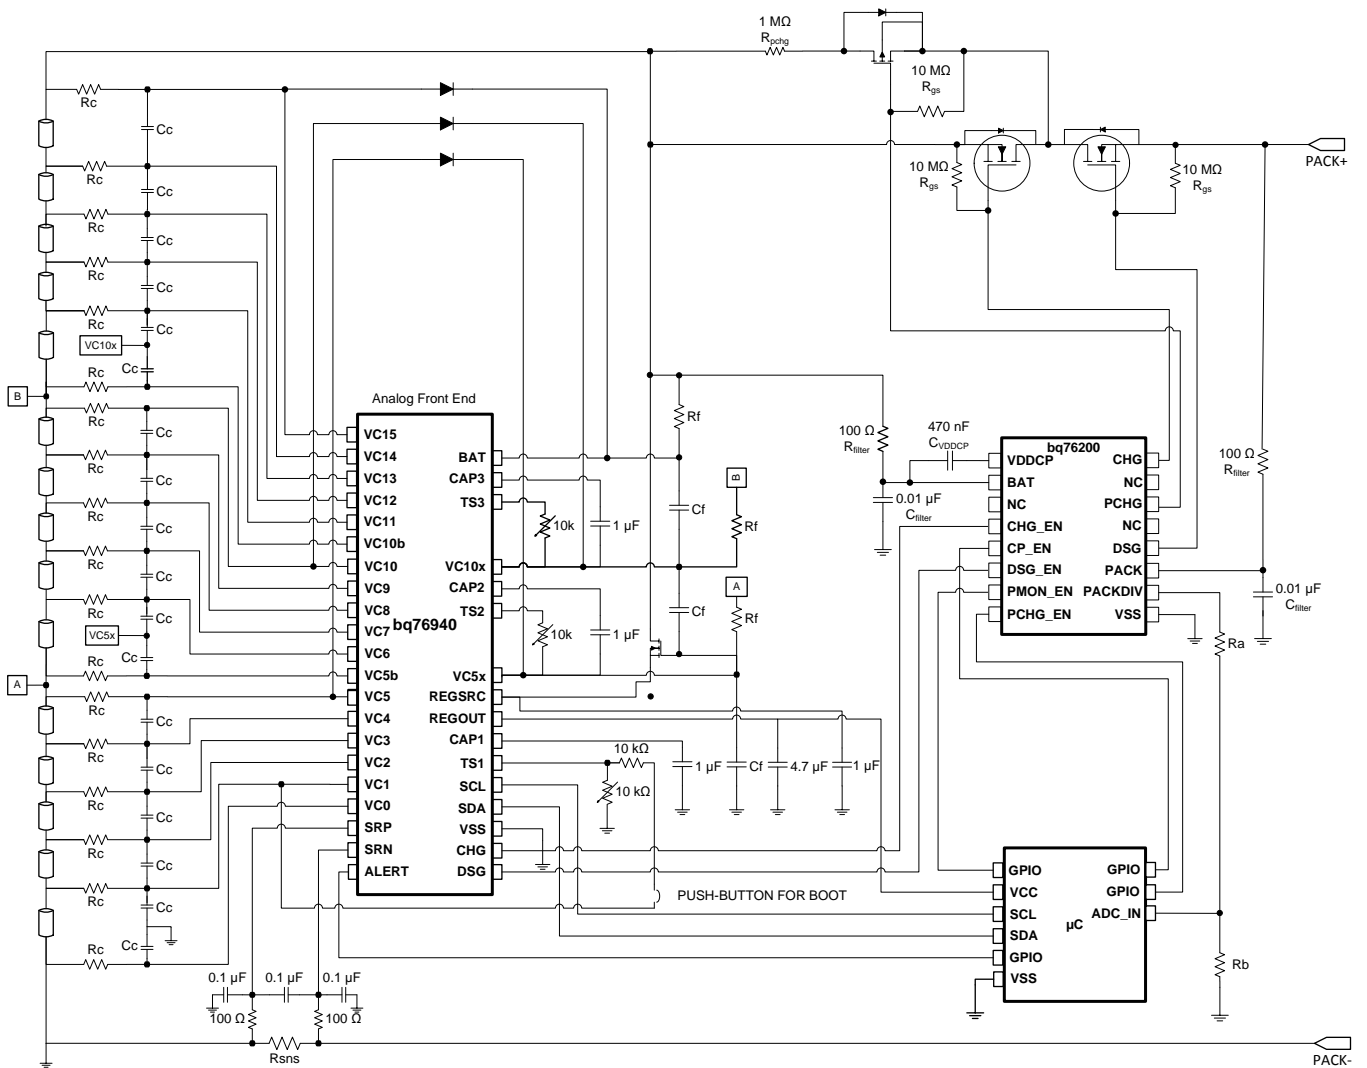 1 MΩ
Rpchg
10 MΩ
Rgs
Rc
Cc
Rc
Cc
10 MΩ
Rgs
10 MΩ
Rgs
PACK+
Rc
Cc
Rc
Cc
Rc
Cc
VC10x
Cc
Rc
B
Rc
Cc
Rc
Cc
Rc
Cc
Rc
Cc
Rc
Cc
VC5x
Cc
Rc
A
Rc
Cc
Rc
Cc
Rc
Cc
Rc
Cc
Rc
Cc
Cc
Rc
Analog Front End
bq76940
VC15
VC14
VC13
VC12
VC11
VC10b
VC10
VC9
VC8
VC7
VC6
VC5b
VC5
VC4
VC3
VC2
VC1
VC0
SRP
SRN
ALERT
BAT
CAP3
TS3
VC10x
CAP2
TS2
VC5x
REGSRC
REGOUT
CAP1
TS1
SCL
SDA
VSS
CHG
DSG
10k
1 µF
10k
1 µF
Rf
Cf
B
Rf
Cf
A
Rf
10 kΩ
10 kΩ
1 µF
Cf
4.7 µF
1 µF
PUSH-BUTTON FOR BOOT
100 Ω
Rfilter
470 nF
CVDDCP
0.01 µF
Cfilter
bq76200
VDDCP
BAT
NC
CHG_EN
CP_EN
DSG_EN
PMON_EN
PCHG_EN
CHG
NC
PCHG
NC
DSG
PACK
PACKDIV
VSS
100 Ω
Rfilter
0.01 µF
Cfilter
Ra
Rb
µC
GPIO
VCC
SCL
SDA
GPIO
VSS
GPIO
GPIO
ADC_IN
0.1 µF
0.1 µF
0.1 µF
100 Ω
100 Ω
Rsns
PACK-